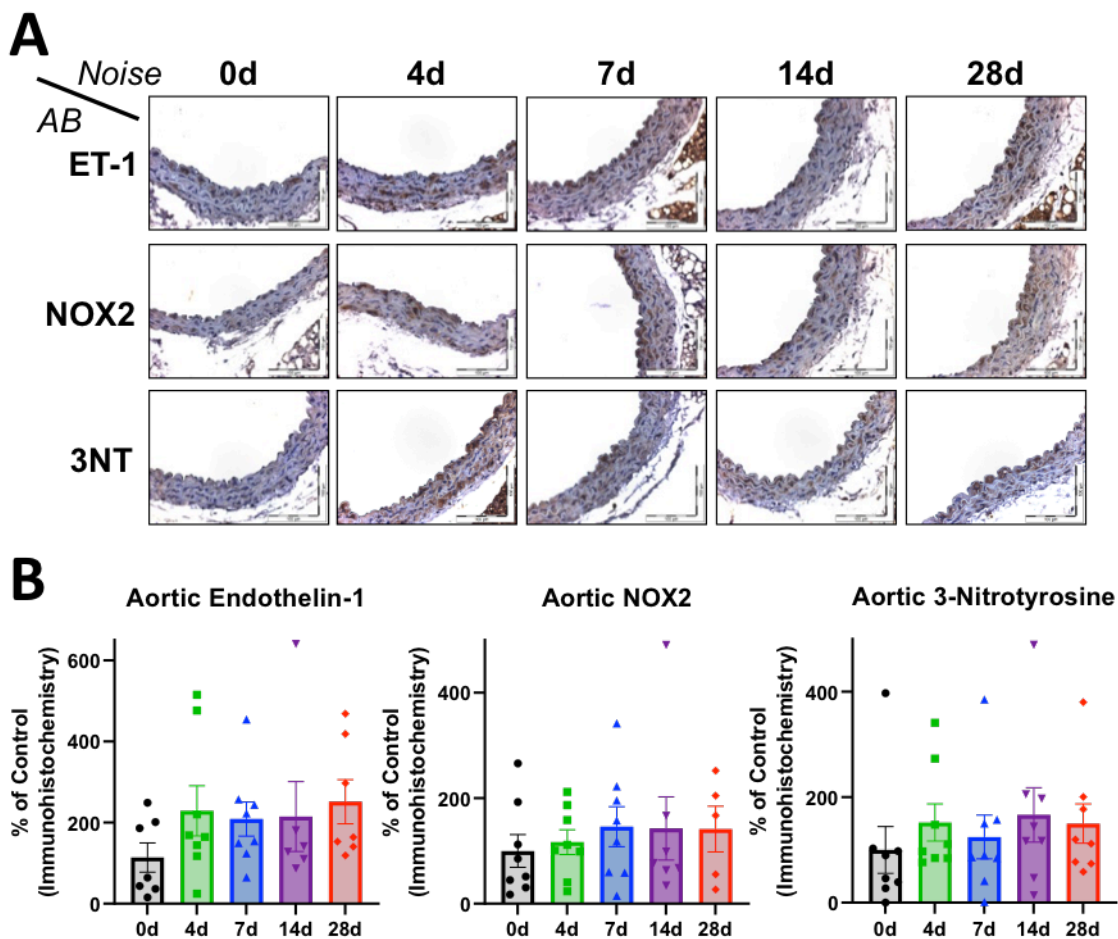 A
Noise 0d 4d 7d 14d 28d
AB
ET-1
NOX2
3NT
B
Aortic Endothelin-1
% of Control
(Immunohistochemistry)
600
400
200
0
0d 4d 7d 14d 28d
Aortic NOX2
% of Control
(Immunohistochemistry)
400
200
0
0d 4d 7d 14d 28d
Aortic 3-Nitrotyrosine
% of Control
(Immunohistochemistry)
400
200
0
0d 4d 7d 14d 28d